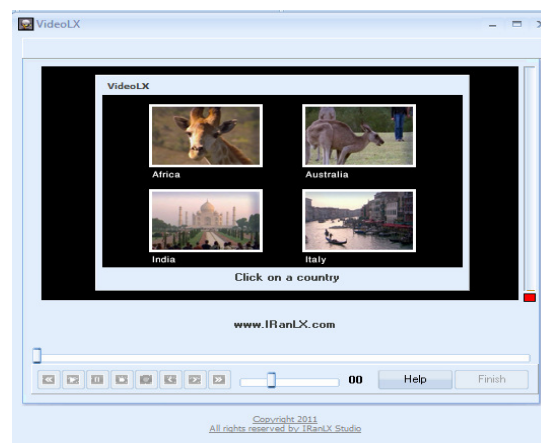 VideoLX
VideoLX
Africa
Australia
India
Italy
Click on a country
www.IRanLX.com
00
Help
Finish
Copyright 2011
All rights reserved by IRanLX Studio